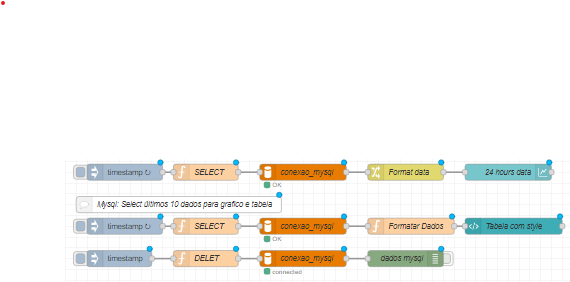 timestamp ↻ SELECT conexao_mysql Format data 24 hours data
OK
Mysql: Select últimos 10 dados para grafico e tabela
timestamp ↻ SELECT conexao_mysql Formatar Dados Tabela com style
OK
timestamp DELET conexao_mysql dados mysql
connected